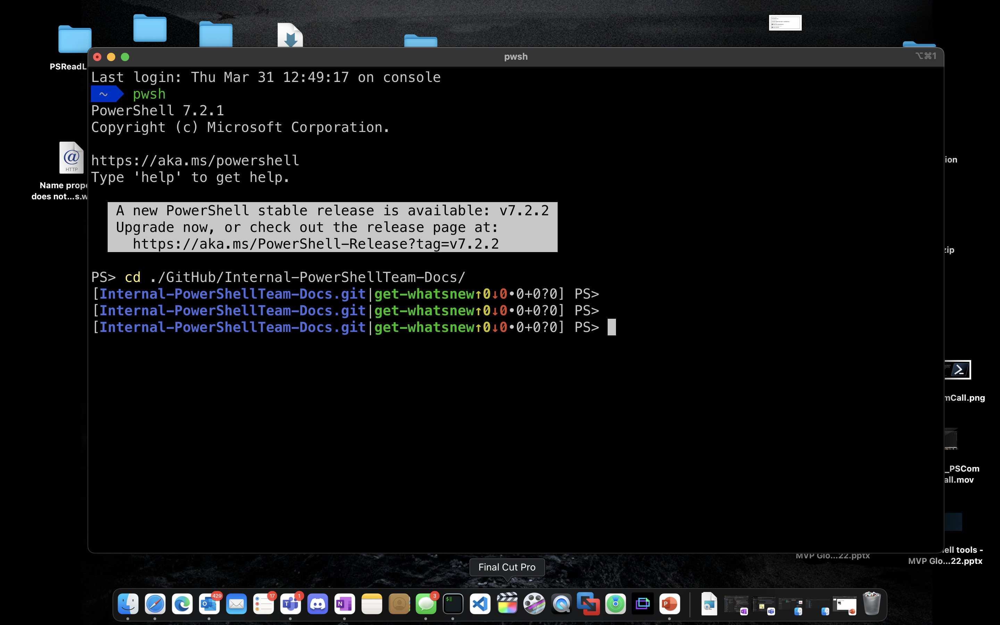 PSReadL
pwsh
⌥⌘1
Last login: Thu Mar 31 12:49:17 on console
~ pwsh
PowerShell 7.2.1
Copyright (c) Microsoft Corporation.
https://aka.ms/powershell
Type 'help' to get help.
A new PowerShell stable release is available: v7.2.2
Upgrade now, or check out the release page at:
https://aka.ms/PowerShell-Release?tag=v7.2.2
PS> cd ./GitHub/Internal-PowerShellTeam-Docs/
[Internal-PowerShellTeam-Docs.git|get-whatsnew↑0↓0•0+0?0] PS>
[Internal-PowerShellTeam-Docs.git|get-whatsnew↑0↓0•0+0?0] PS>
[Internal-PowerShellTeam-Docs.git|get-whatsnew↑0↓0•0+0?0] PS>
HTTP
Name prope
does not...s.w
ion
zip
mCall.png
_PSCom
all.mov
ell tools -
MVP Glo...22.pptx
MVP Glo...22.pptx
Final Cut Pro
429
17
1
3